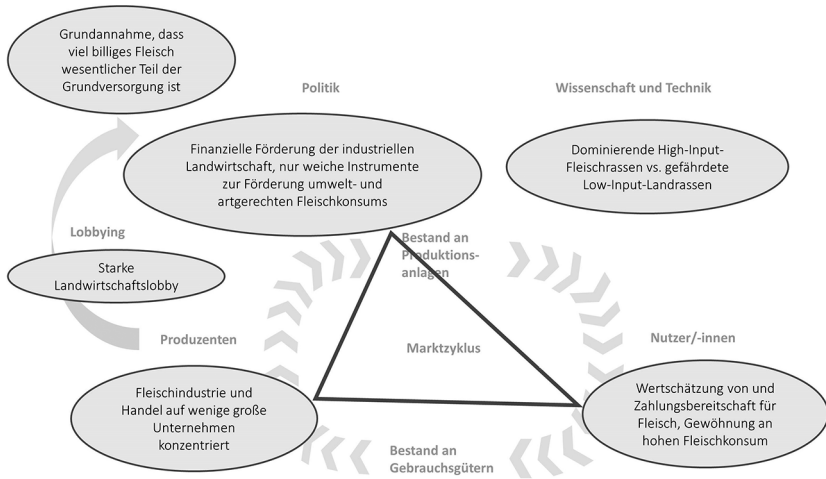 Grundannahme, dass
viel billiges Fleisch
wesentlicher Teil der
Grundversorgung ist
Politik
Wissenschaft und Technik
Finanzielle Förderung der industriellen
Landwirtschaft, nur weiche Instrumente
zur Förderung umwelt- und
artgerechten Fleischkonsums
Dominierende High-Input-
Fleischrassen vs. gefährdete
Low-Input-Landrassen
Lobbying
Starke
Landwirtschaftslobby
Bestand an
Produktions-
anlagen
Produzenten
Marktzyklus
Nutzer/-innen
Fleischindustrie und
Handel auf wenige große
Unternehmen
konzentriert
Wertschätzung von und
Zahlungsbereitschaft für
Fleisch, Gewöhnung an
hohen Fleischkonsum
Bestand an
Gebrauchsgütern